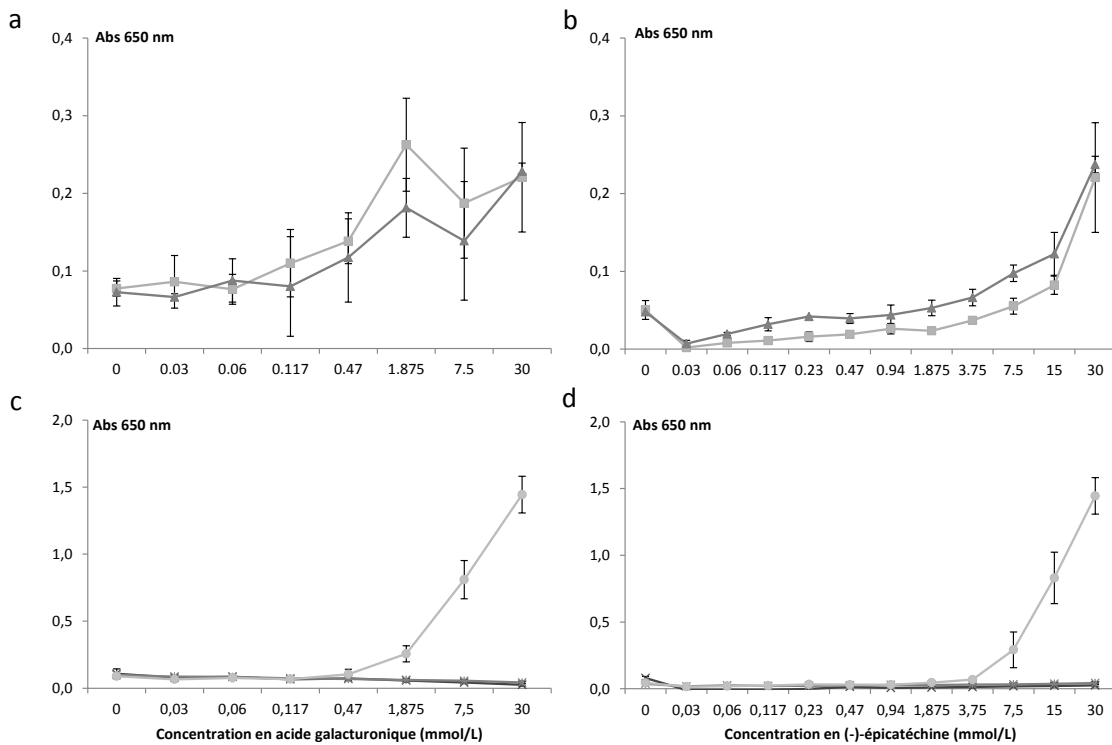 a
Abs 650 nm
0,4
0,3
0,2
0,1
0,0
0 0.03 0.06 0.117 0.47 1.875 7.5 30
b
Abs 650 nm
0,4
0,3
0,2
0,1
0,0
0 0.03 0.06 0.117 0.23 0.47 0.94 1.875 3.75 7.5 15 30
c
Abs 650 nm
2,0
1,5
1,0
0,5
0,0
0 0,03 0,06 0,117 0,47 1,875 7,5 30
Concentration en acide galacturonique (mmol/L)
d
Abs 650 nm
2,0
1,5
1,0
0,5
0,0
0 0,03 0,06 0,117 0,23 0,47 0,94 1,875 3,75 7,5 15 30
Concentration en (-)-épicatéchine (mmol/L)